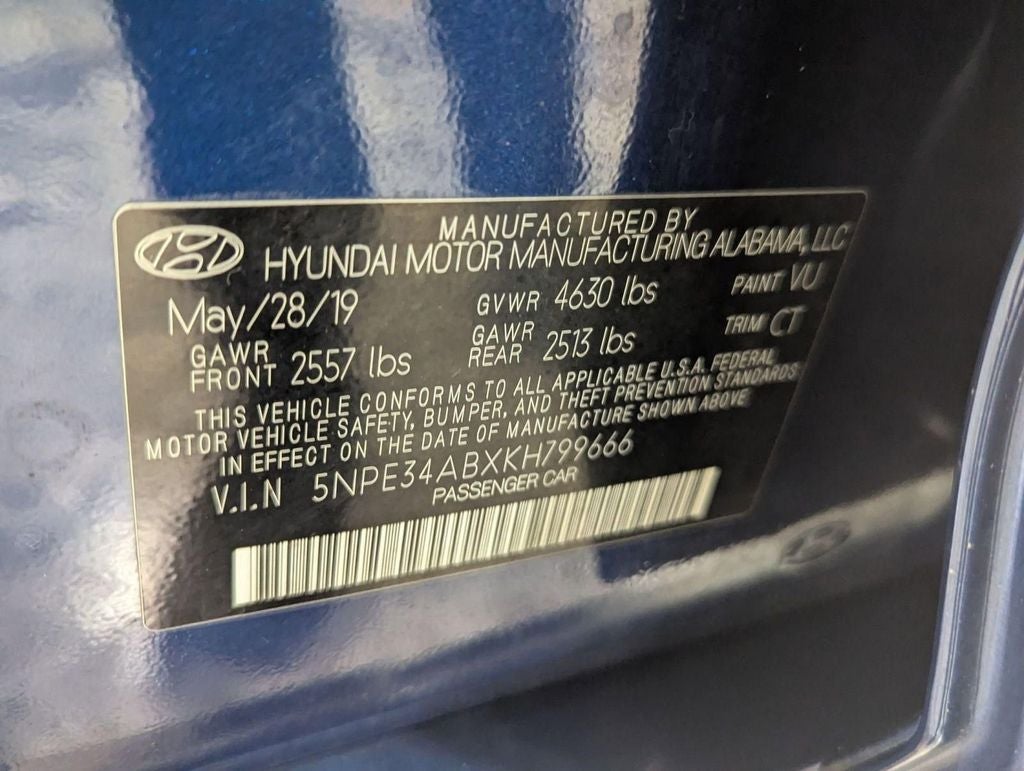 MANUFACTURED BY
HYUNDAI MOTOR MANUFACTURING ALABAMA, LLC
May/28/19 GVWR 4630 lbs PAINT VU
GAWR FRONT 2557 lbs GAWR REAR 2513 lbs TRIM CT
THIS VEHICLE CONFORMS TO ALL APPLICABLE U.S.A. FEDERAL
MOTOR VEHICLE SAFETY, BUMPER, AND THEFT PREVENTION STANDARDS
IN EFFECT ON THE DATE OF MANUFACTURE SHOWN ABOVE
V.I.N 5NPE34ABXKH799666
PASSENGER CAR